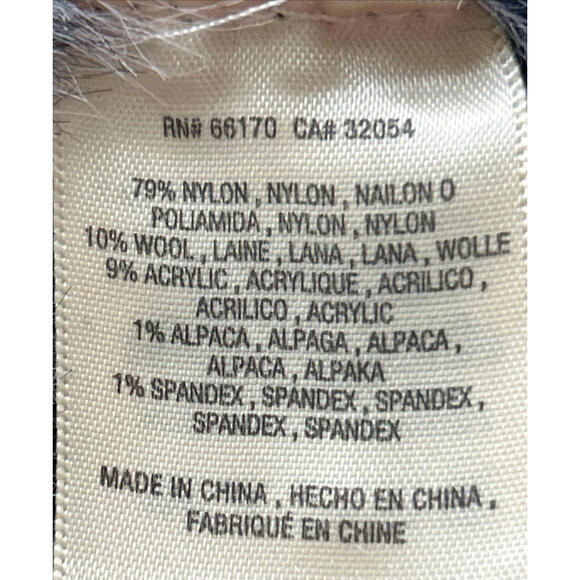 RN# 66170 CA# 32054
79% NYLON , NYLON , NAILON O
POLIAMIDA , NYLON , NYLON
10% WOOL , LAINE , LANA , LANA , WOLLE
9% ACRYLIC , ACRYLIQUE , ACRILICO ,
ACRILICO , ACRYLIC
1% ALPACA , ALPAGA , ALPACA ,
ALPACA , ALPAKA
1% SPANDEX , SPANDEX , SPANDEX ,
SPANDEX , SPANDEX
MADE IN CHINA , HECHO EN CHINA ,
FABRIQUÉ EN CHINE